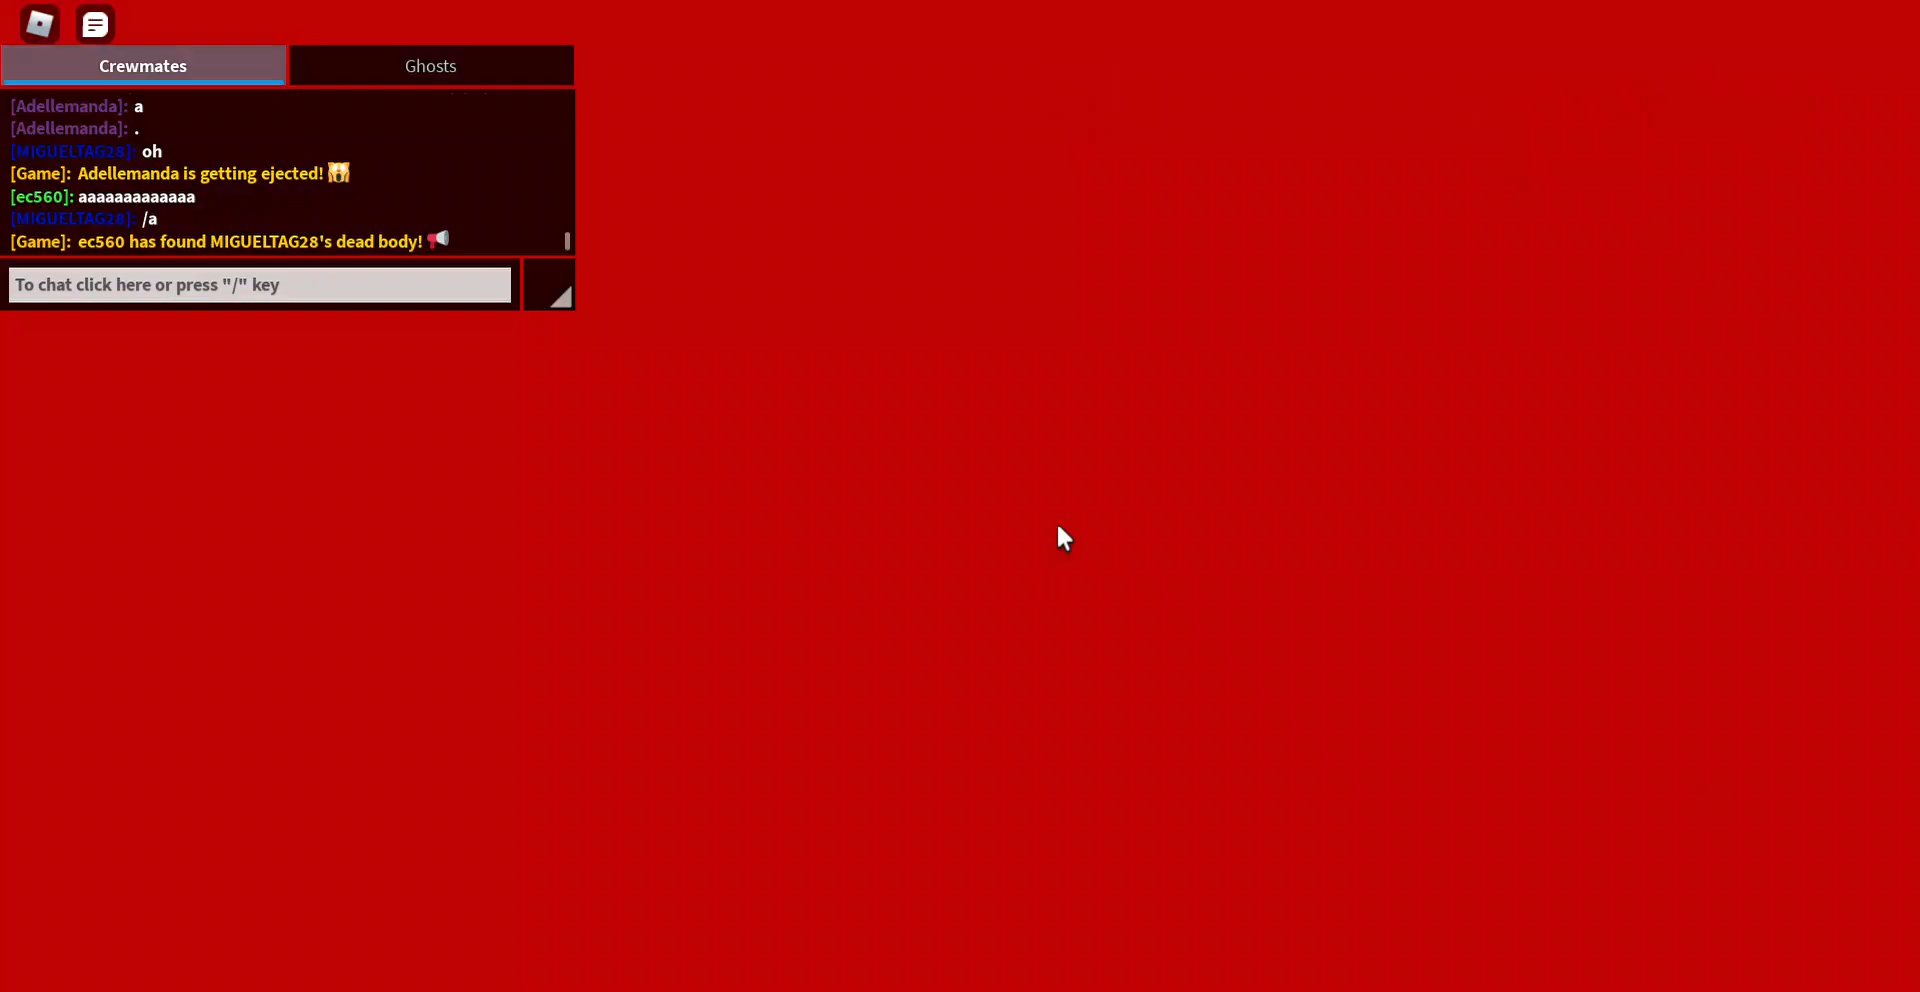 Crewmates
Ghosts
[Adellemanda]: a
[Adellemanda]: .
[MIGUELTAG28]: oh
[Game]: Adellemanda is getting ejected! 🙀
[ec560]: aaaaaaaaaaaaa
[MIGUELTAG28]: /a
[Game]: ec560 has found MIGUELTAG28's dead body! 📢
To chat click here or press "/" key